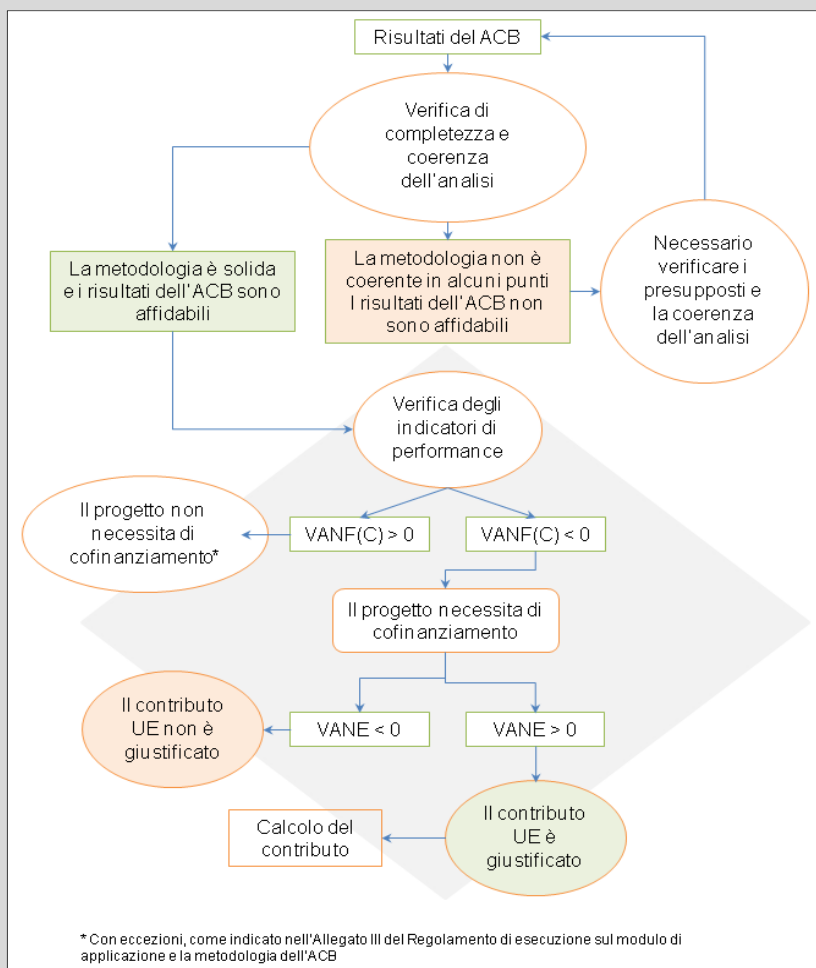 Risultati del ACB
Verifica di
completezza e
coerenza
dell'analisi
La metodologia è solida
e i risultati dell'ACB sono
affidabili
La metodologia non è
coerente in alcuni punti
I risultati dell'ACB non
sono affidabili
Necessario
verificare i
presupposti e
la coerenza
dell'analisi
Verifica degli
indicatori di
performance
Il progetto non
necessita di
cofinanziamento*
VANF(C) > 0
VANF(C) < 0
Il progetto necessita di
cofinanziamento
Il contributo
UE non è
giustificato
VANE < 0
VANE > 0
Calcolo del
contributo
Il contributo
UE è
giustificato
* Con eccezioni, come indicato nell'Allegato III del Regolamento di esecuzione sul modulo di
applicazione e la metodologia dell'ACB